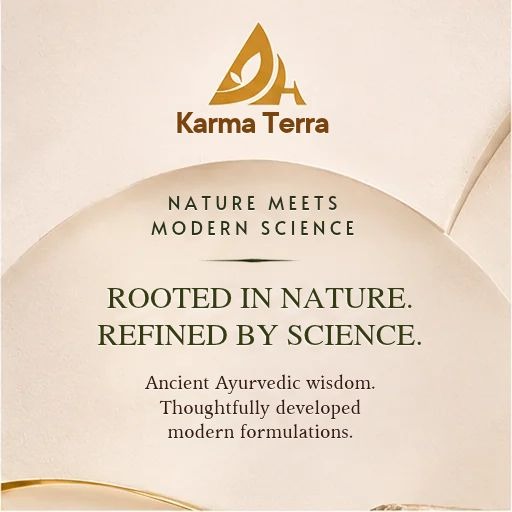 Karma Terra
NATURE MEETS
MODERN SCIENCE
ROOTED IN NATURE.
REFINED BY SCIENCE.
Ancient Ayurvedic wisdom.
Thoughtfully developed
modern formulations.